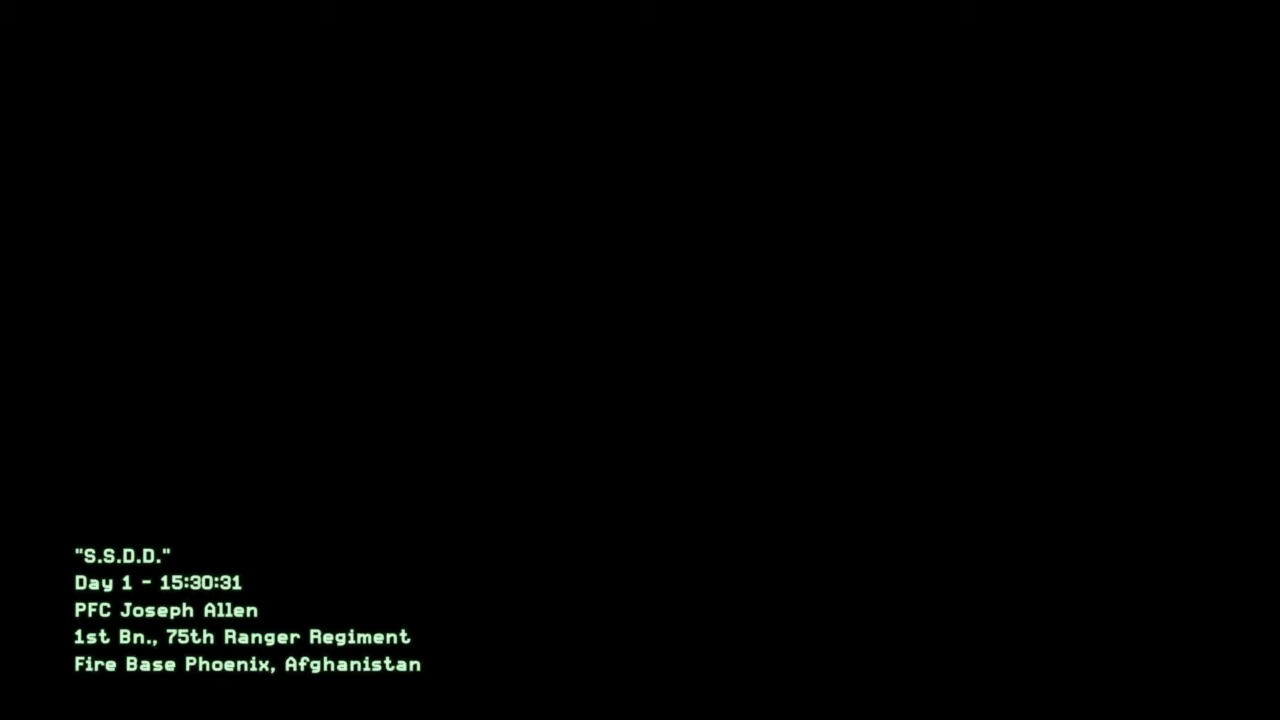 "S.S.D.D."
Day 1 - 15:30:31
PFC Joseph Allen
1st Bn., 75th Ranger Regiment
Fire Base Phoenix, Afghanistan